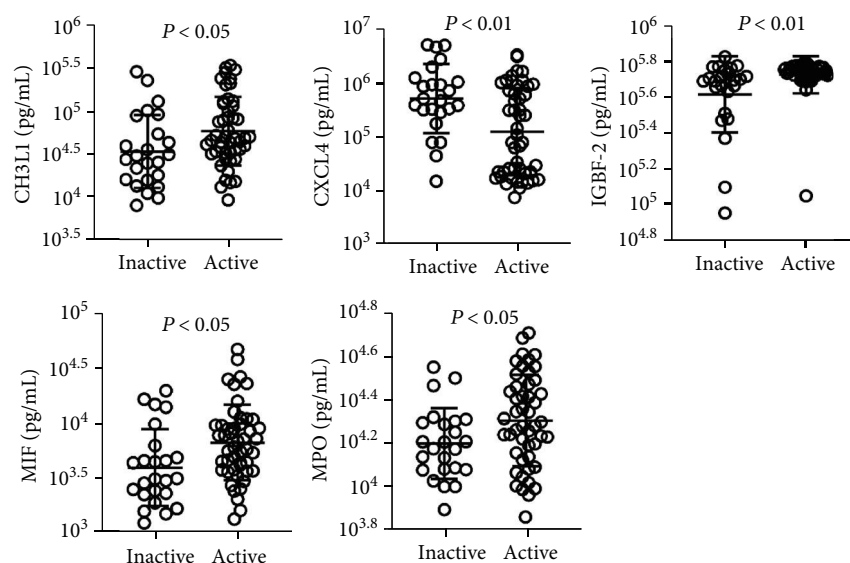 CH3L1 (pg/mL)
10^6
10^5.5
10^5
10^4.5
10^4
10^3.5
P < 0.05
Inactive
Active
CXCL4 (pg/mL)
10^7
10^6
10^5
10^4
10^3
P < 0.01
Inactive
Active
IGBF-2 (pg/mL)
10^6
10^5.8
10^5.6
10^5.4
10^5.2
10^5
10^4.8
P < 0.01
Inactive
Active
MIF (pg/mL)
10^5
10^4.5
10^4
10^3.5
10^3
P < 0.05
Inactive
Active
MPO (pg/mL)
10^4.8
10^4.6
10^4.4
10^4.2
10^4
10^3.8
P < 0.05
Inactive
Active